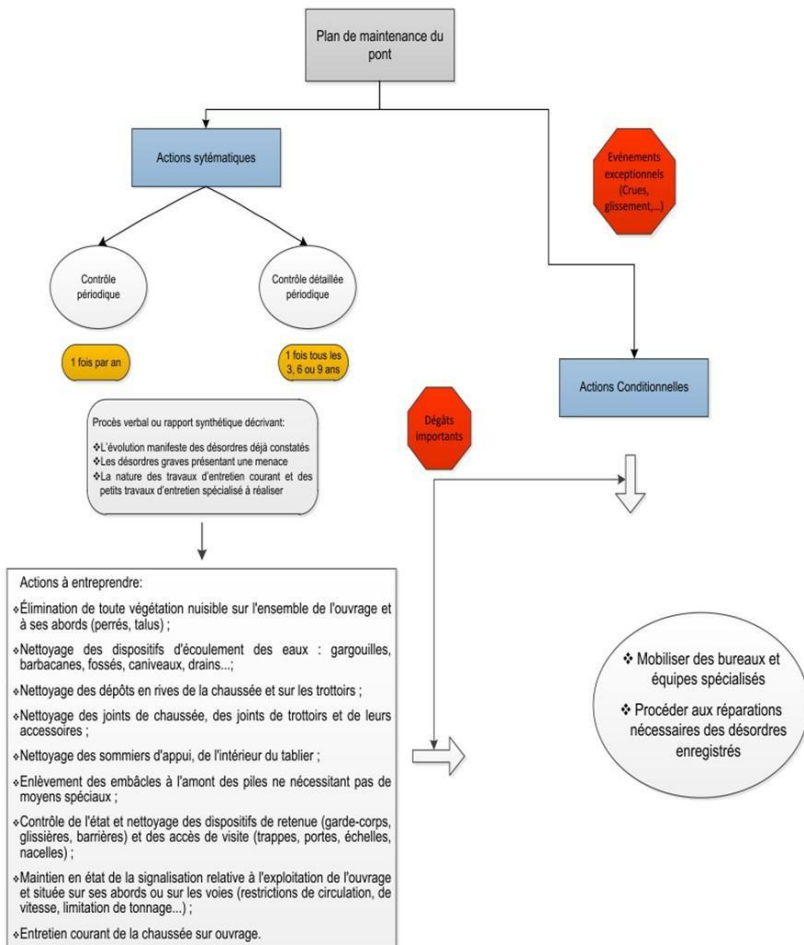 Plan de maintenance du
pont
Actions sytématiques
Evénements
exceptionnels
(Crues,
glissement,...)
Contrôle
périodique
Contrôle détaillée
périodique
1 fois par an
1 fois tous les
3, 6 ou 9 ans
Actions Conditionnelles
Procès verbal ou rapport synthétique décrivant:
❖L'évolution manifeste des désordres déjà constatés
❖Les désordres graves présentant une menace
❖La nature des travaux d'entretien courant et des
petits travaux d'entretien spécialisé à réaliser
Dégâts
importants
Actions à entreprendre:
❖Élimination de toute végétation nuisible sur l'ensemble de l'ouvrage et
à ses abords (perrés, talus) ;
❖Nettoyage des dispositifs d'écoulement des eaux : gargouilles,
barbacanes, fossés, caniveaux, drains...;
❖Nettoyage des dépôts en rives de la chaussée et sur les trottoirs ;
❖Nettoyage des joints de chaussée, des joints de trottoirs et de leurs
accessoires ;
❖Nettoyage des sommiers d'appui, de l'intérieur du tablier ;
❖Enlèvement des embâcles à l'amont des piles ne nécessitant pas de
moyens spéciaux ;
❖Contrôle de l'état et nettoyage des dispositifs de retenue (garde-corps,
glissières, barrières) et des accès de visite (trappes, portes, échelles,
nacelles) ;
❖Maintien en état de la signalisation relative à l'exploitation de l'ouvrage
et située sur ses abords ou sur les voies (restrictions de circulation, de
vitesse, limitation de tonnage...) ;
❖Entretien courant de la chaussée sur ouvrage.
❖ Mobiliser des bureaux et
équipes spécialisés
❖ Procéder aux réparations
nécessaires des désordres
enregistrés